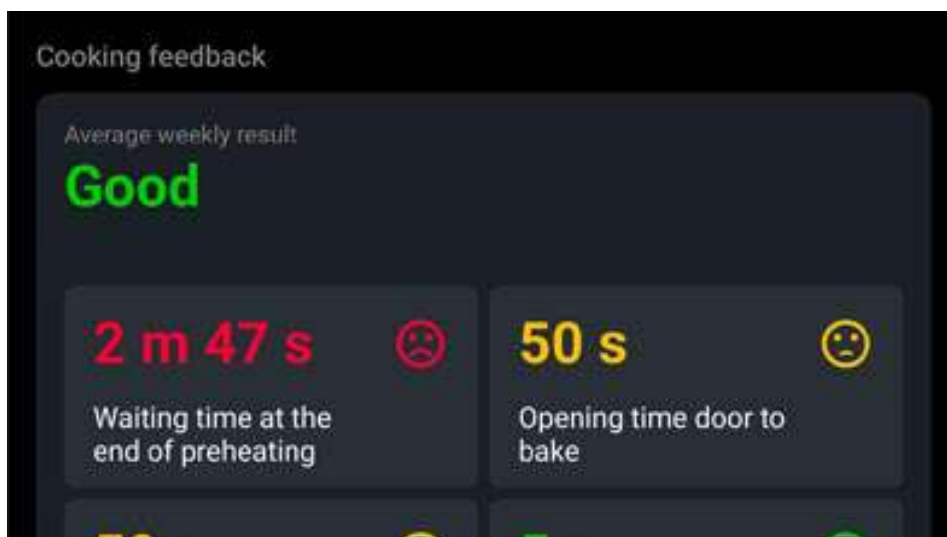 Cooking feedback
Average weekly result
Good
2 m 47 s
50 s
Waiting time at the
end of preheating
Opening time door to
bake